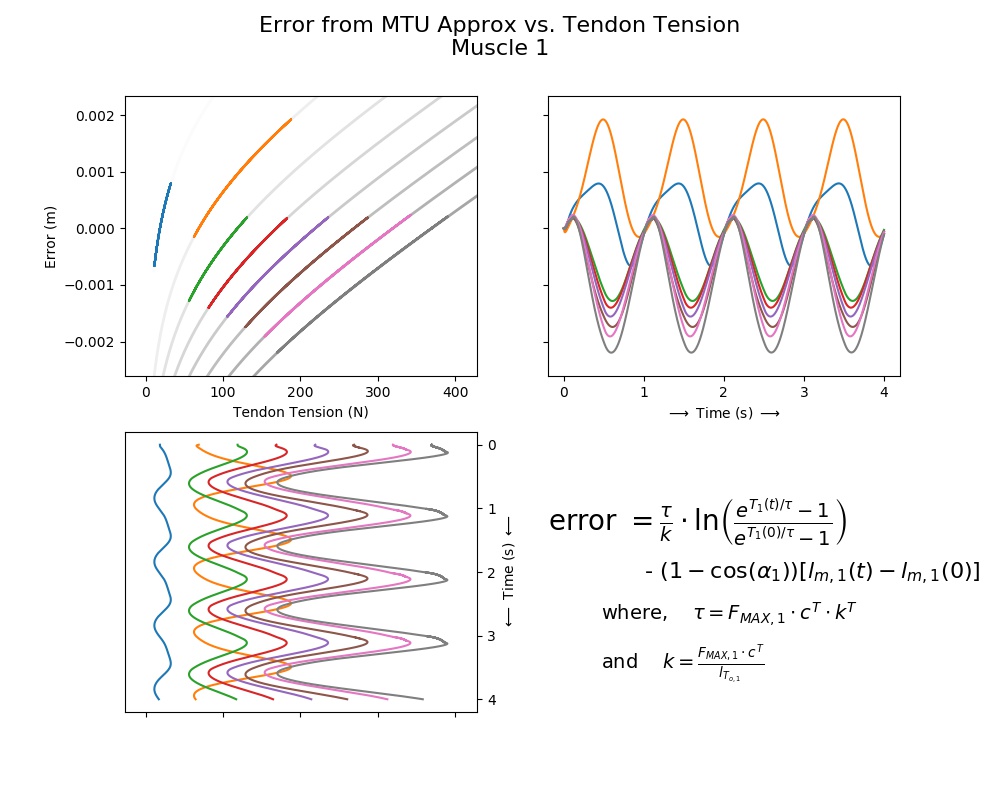 Error from MTU Approx vs. Tendon Tension
Muscle 1
0.002
0.001
0.000
−0.001
−0.002
Error (m)
0 100 200 300 400
Tendon Tension (N)
0 1 2 3 4
⟶ Time (s) ⟶
0
1
2
3
4
⟵ Time (s) ⟵
error = τ/k · ln((e^{T_1(t)/τ} − 1)/(e^{T_1(0)/τ} − 1))
- (1 − cos(α_1))[l_{m,1}(t) − l_{m,1}(0)]
where, τ = F_{MAX,1} · c^T · k^T
and k = (F_{MAX,1} · c^T)/(l_{T_{o,1}})